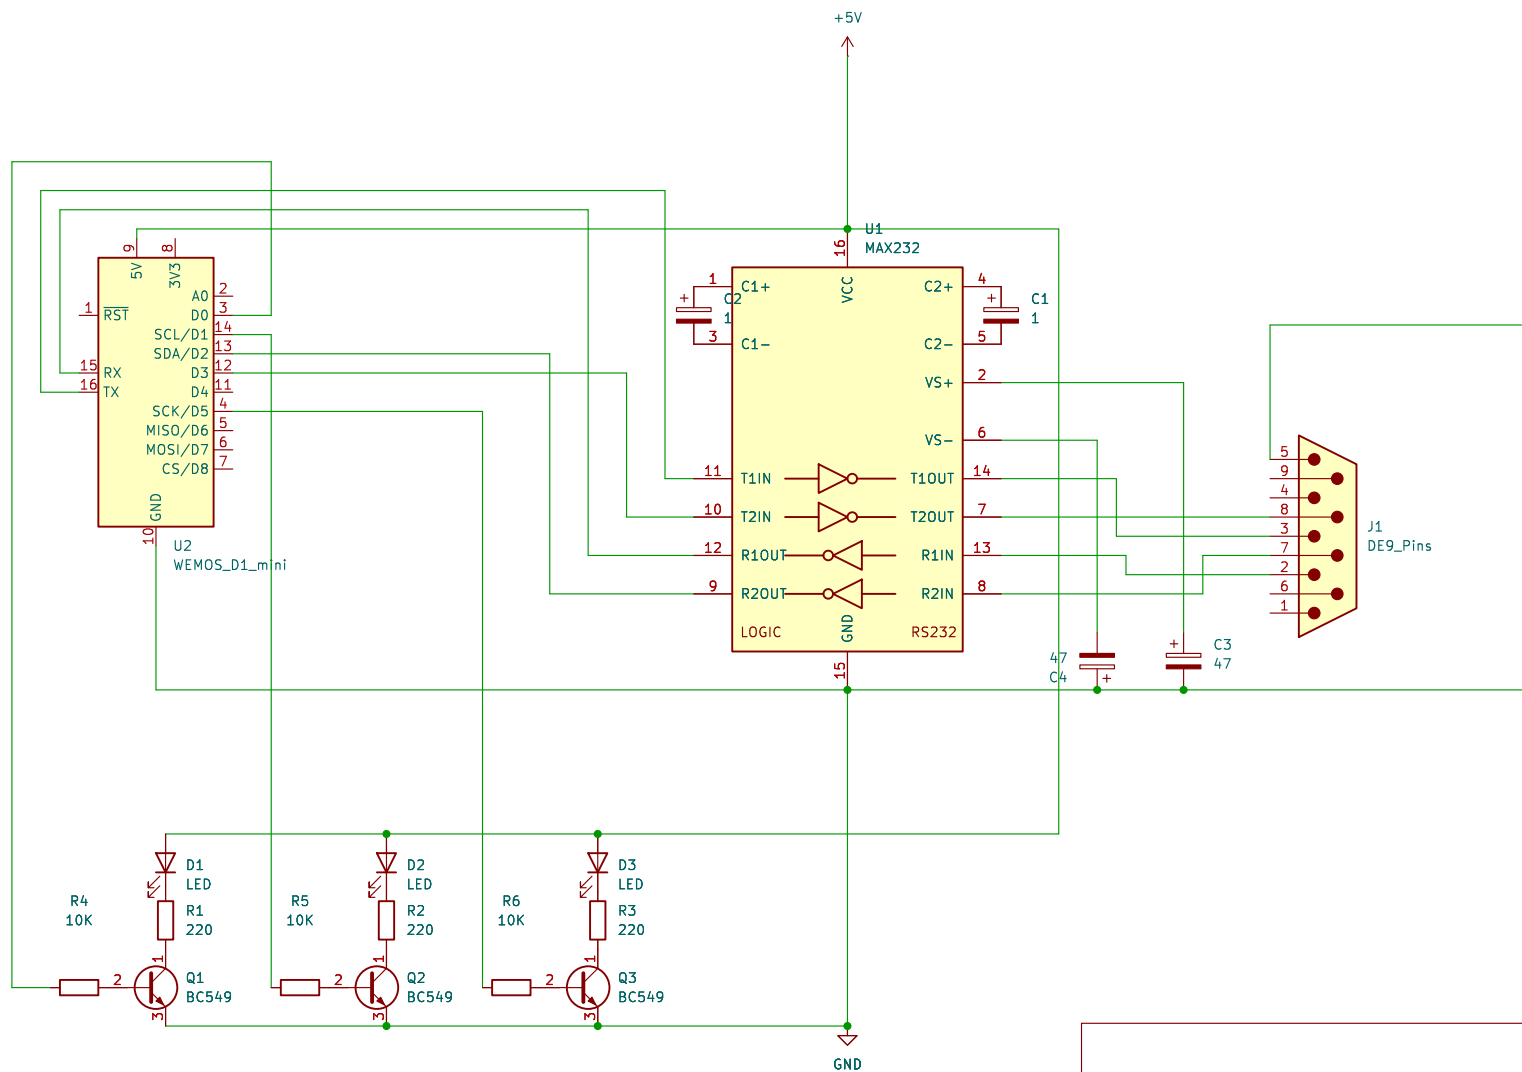 +5V
U1
MAX232
16
VCC
1
C1+
C2
1
3
C1-
4
C2+
C1
1
5
C2-
2
VS+
6
VS-
11
T1IN
T1OUT
14
10
T2IN
T2OUT
7
12
R1OUT
R1IN
13
9
R2OUT
R2IN
8
LOGIC
GND
RS232
15
9
8
5V
3V3
A0
2
1
RST
D0
3
SCL/D1
14
SDA/D2
13
15
RX
D3
12
16
TX
D4
11
SCK/D5
4
MISO/D6
5
MOSI/D7
6
CS/D8
7
GND
10
U2
WEMOS_D1_mini
5
9
4
8
3
7
2
6
1
J1
DE9_Pins
47
C4
C3
47
D1
LED
R4
10K
R1
220
1
2
Q1
BC549
3
D2
LED
R5
10K
R2
220
1
2
Q2
BC549
3
D3
LED
R6
10K
R3
220
1
2
Q3
BC549
3
GND